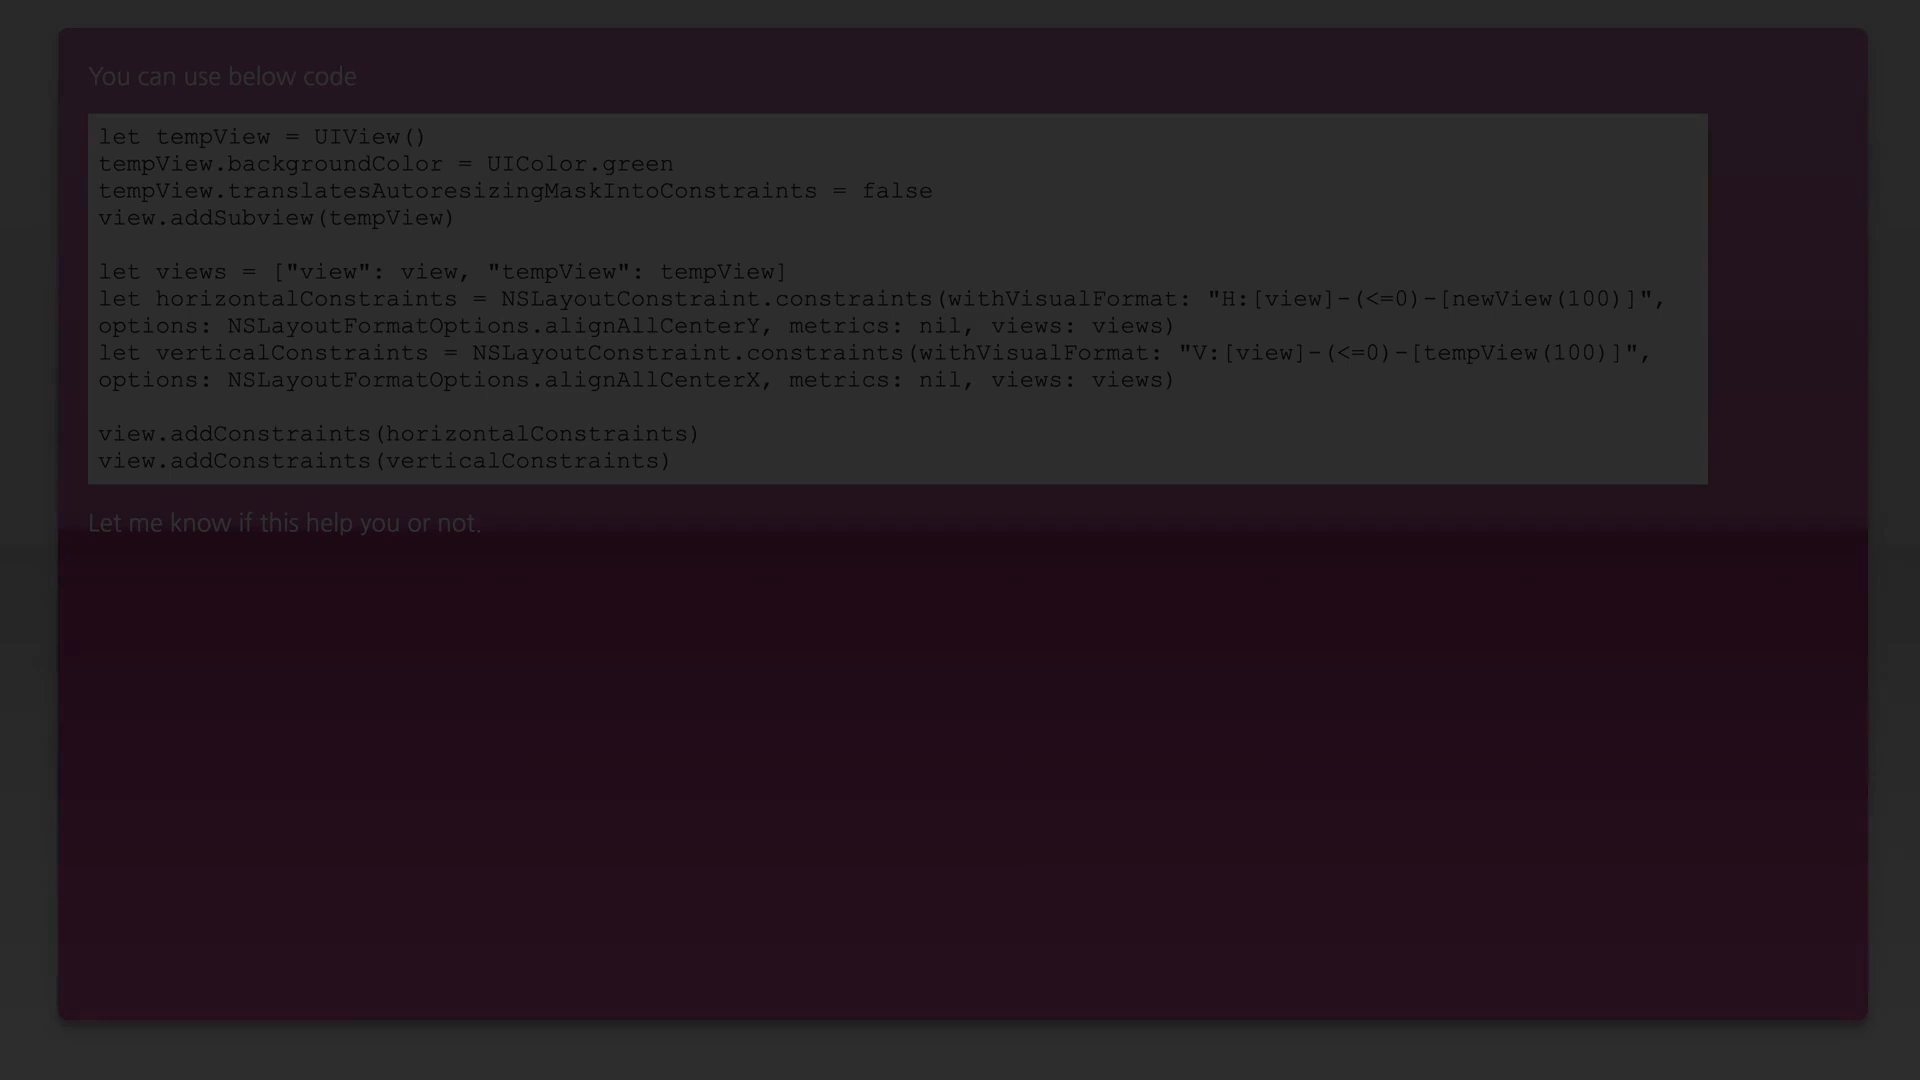 You can use below code
let tempView = UIView()
tempView.backgroundColor = UIColor.green
tempView.translatesAutoresizingMaskIntoConstraints = false
view.addSubview(tempView)
let views = ["view": view, "tempView": tempView]
let horizontalConstraints = NSLayoutConstraint.constraints(withVisualFormat: "H:[view]-(<=0)-[newView(100)]",
options: NSLayoutFormatOptions.alignAllCenterY, metrics: nil, views: views)
let verticalConstraints = NSLayoutConstraint.constraints(withVisualFormat: "V:[view]-(<=0)-[tempView(100)]",
options: NSLayoutFormatOptions.alignAllCenterX, metrics: nil, views: views)
view.addConstraints(horizontalConstraints)
view.addConstraints(verticalConstraints)
Let me know if this help you or not.